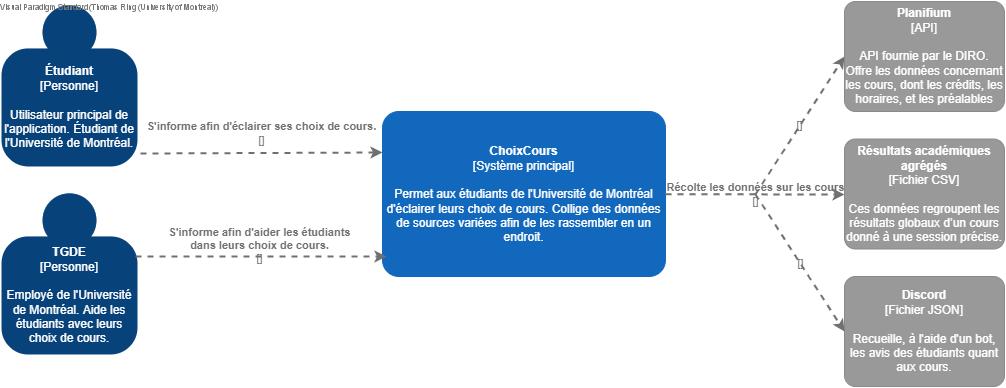 Visual Paradigm Standard(Thomas Ring (University of Montreal))
Étudiant
[Personne]
Utilisateur principal de
l'application. Étudiant de
l'Université de Montréal.
S'informe afin d'éclairer ses choix de cours.
TGDE
[Personne]
Employé de l'Université
de Montréal. Aide les
étudiants avec leurs
choix de cours.
S'informe afin d'aider les étudiants
dans leurs choix de cours.
ChoixCours
[Système principal]
Permet aux étudiants de l'Université de Montréal
d'éclairer leurs choix de cours. Collige des données
de sources variées afin de les rassembler en un
endroit.
Récolte les données sur les cours
Planifium
[API]
API fournie par le DIRO.
Offre les données concernant
les cours, dont les crédits, les
horaires, et les préalables
Résultats académiques
agrégés
[Fichier CSV]
Ces données regroupent les
résultats globaux d'un cours
donné à une session précise.
Discord
[Fichier JSON]
Recueille, à l'aide d'un bot,
les avis des étudiants quant
aux cours.